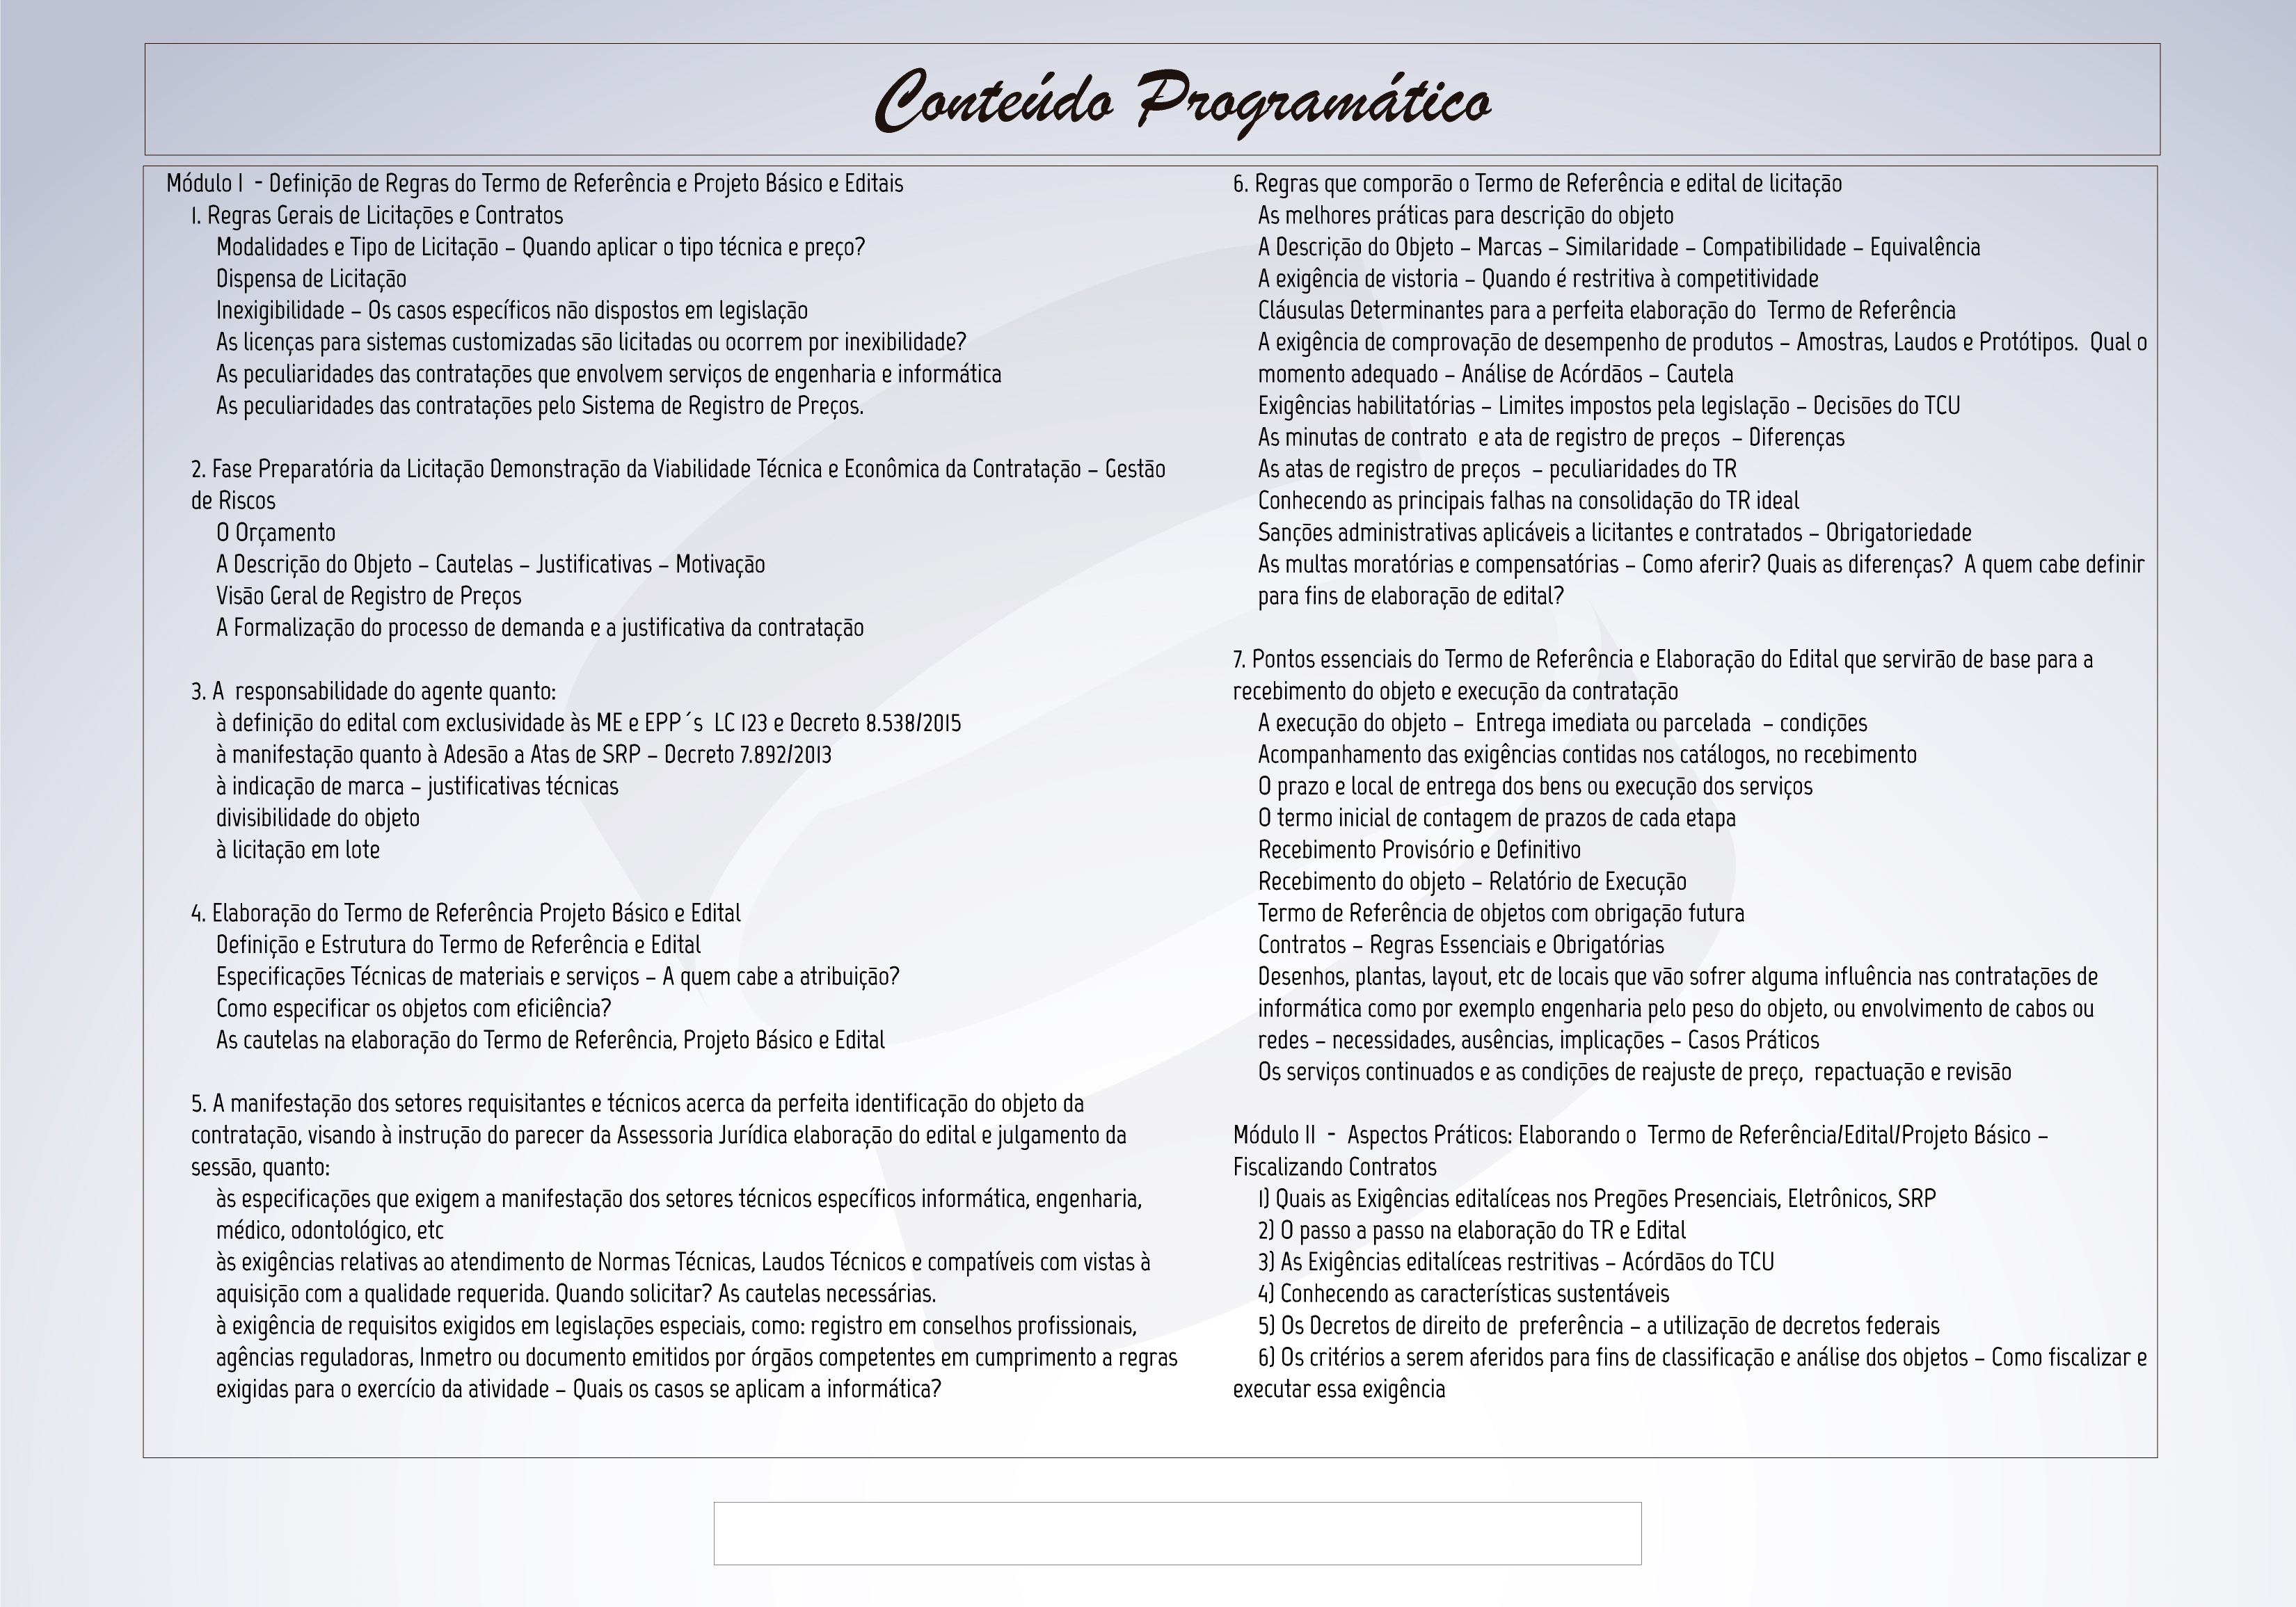 Conteúdo Programático
Módulo I - Definição de Regras do Termo de Referência e Projeto Básico e Editais
1. Regras Gerais de Licitações e Contratos
Modalidades e Tipo de Licitação – Quando aplicar o tipo técnica e preço?
Dispensa de Licitação
Inexigibilidade – Os casos específicos não dispostos em legislação
As licenças para sistemas customizadas são licitadas ou ocorrem por inexibilidade?
As peculiaridades das contratações que envolvem serviços de engenharia e informática
As peculiaridades das contratações pelo Sistema de Registro de Preços.
2. Fase Preparatória da Licitação Demonstração da Viabilidade Técnica e Econômica da Contratação – Gestão
de Riscos
O Orçamento
A Descrição do Objeto – Cautelas – Justificativas – Motivação
Visão Geral de Registro de Preços
A Formalização do processo de demanda e a justificativa da contratação
3. A responsabilidade do agente quanto:
à definição do edital com exclusividade às ME e EPP´s LC 123 e Decreto 8.538/2015
à manifestação quanto à Adesão a Atas de SRP – Decreto 7.892/2013
à indicação de marca – justificativas técnicas
divisibilidade do objeto
à licitação em lote
4. Elaboração do Termo de Referência Projeto Básico e Edital
Definição e Estrutura do Termo de Referência e Edital
Especificações Técnicas de materiais e serviços – A quem cabe a atribuição?
Como especificar os objetos com eficiência?
As cautelas na elaboração do Termo de Referência, Projeto Básico e Edital
5. A manifestação dos setores requisitantes e técnicos acerca da perfeita identificação do objeto da
contratação, visando à instrução do parecer da Assessoria Jurídica elaboração do edital e julgamento da
sessão, quanto:
às especificações que exigem a manifestação dos setores técnicos específicos informática, engenharia,
médico, odontológico, etc
às exigências relativas ao atendimento de Normas Técnicas, Laudos Técnicos e compatíveis com vistas à
aquisição com a qualidade requerida. Quando solicitar? As cautelas necessárias.
à exigência de requisitos exigidos em legislações especiais, como: registro em conselhos profissionais,
agências reguladoras, Inmetro ou documento emitidos por órgãos competentes em cumprimento a regras
exigidas para o exercício da atividade – Quais os casos se aplicam a informática?
6. Regras que comporão o Termo de Referência e edital de licitação
As melhores práticas para descrição do objeto
A Descrição do Objeto – Marcas – Similaridade – Compatibilidade – Equivalência
A exigência de vistoria – Quando é restritiva à competitividade
Cláusulas Determinantes para a perfeita elaboração do Termo de Referência
A exigência de comprovação de desempenho de produtos – Amostras, Laudos e Protótipos. Qual o
momento adequado – Análise de Acórdãos – Cautela
Exigências habilitatórias – Limites impostos pela legislação – Decisões do TCU
As minutas de contrato e ata de registro de preços – Diferenças
As atas de registro de preços – peculiaridades do TR
Conhecendo as principais falhas na consolidação do TR ideal
Sanções administrativas aplicáveis a licitantes e contratados – Obrigatoriedade
As multas moratórias e compensatórias – Como aferir? Quais as diferenças? A quem cabe definir
para fins de elaboração de edital?
7. Pontos essenciais do Termo de Referência e Elaboração do Edital que servirão de base para a
recebimento do objeto e execução da contratação
A execução do objeto – Entrega imediata ou parcelada – condições
Acompanhamento das exigências contidas nos catálogos, no recebimento
O prazo e local de entrega dos bens ou execução dos serviços
O termo inicial de contagem de prazos de cada etapa
Recebimento Provisório e Definitivo
Recebimento do objeto – Relatório de Execução
Termo de Referência de objetos com obrigação futura
Contratos – Regras Essenciais e Obrigatórias
Desenhos, plantas, layout, etc de locais que vão sofrer alguma influência nas contratações de
informática como por exemplo engenharia pelo peso do objeto, ou envolvimento de cabos ou
redes – necessidades, ausências, implicações – Casos Práticos
Os serviços continuados e as condições de reajuste de preço, repactuação e revisão
Módulo II - Aspectos Práticos: Elaborando o Termo de Referência/Edital/Projeto Básico –
Fiscalizando Contratos
1) Quais as Exigências editalíceas nos Pregões Presenciais, Eletrônicos, SRP
2) O passo a passo na elaboração do TR e Edital
3) As Exigências editalíceas restritivas – Acórdãos do TCU
4) Conhecendo as características sustentáveis
5) Os Decretos de direito de preferência – a utilização de decretos federais
6) Os critérios a serem aferidos para fins de classificação e análise dos objetos – Como fiscalizar e
executar essa exigência